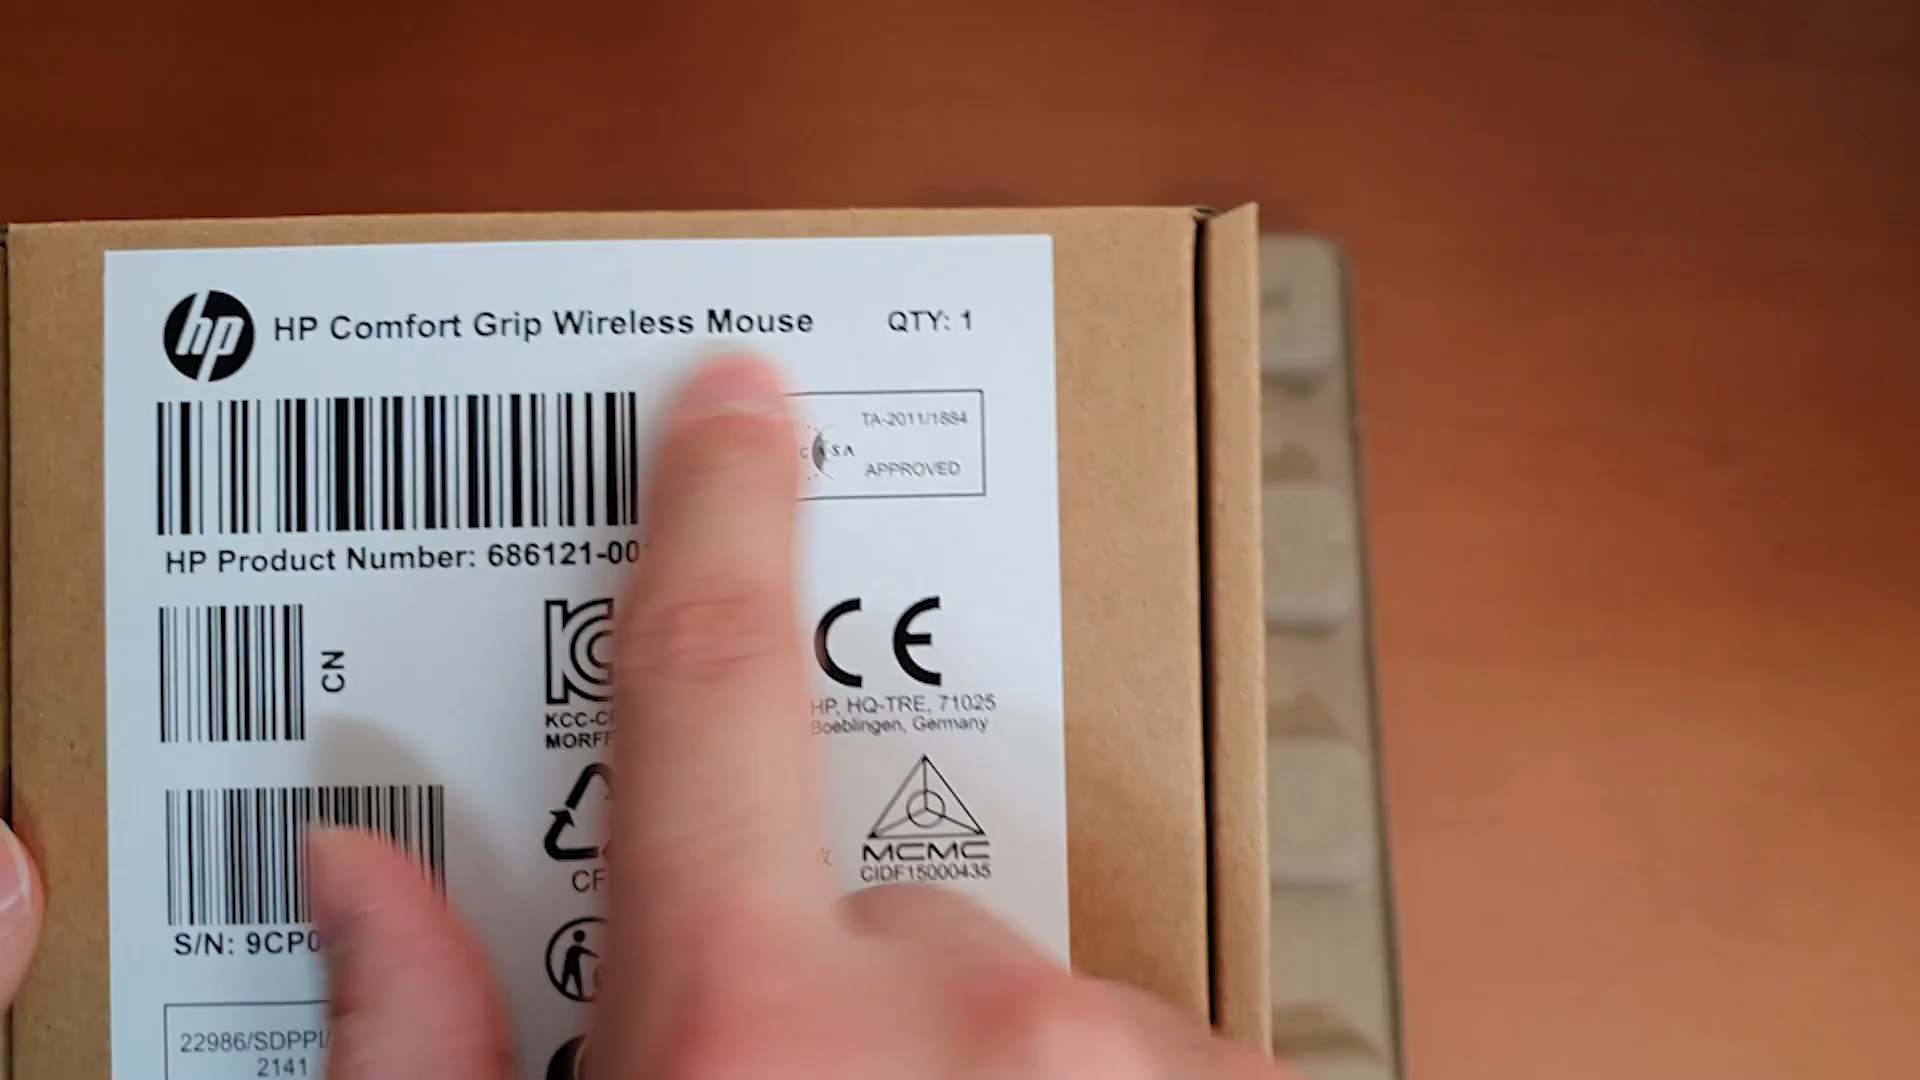 hp
HP Comfort Grip Wireless Mouse
QTY: 1
TA-2011/1884
APPROVED
HP Product Number: 686121-00
CN
KCC-C
MORF
CE
HP, HQ-TRE, 71025
Boeblingen, Germany
CF
MCMC
CIDF15000435
S/N: 9CP0
22986/SDPPI/
2141